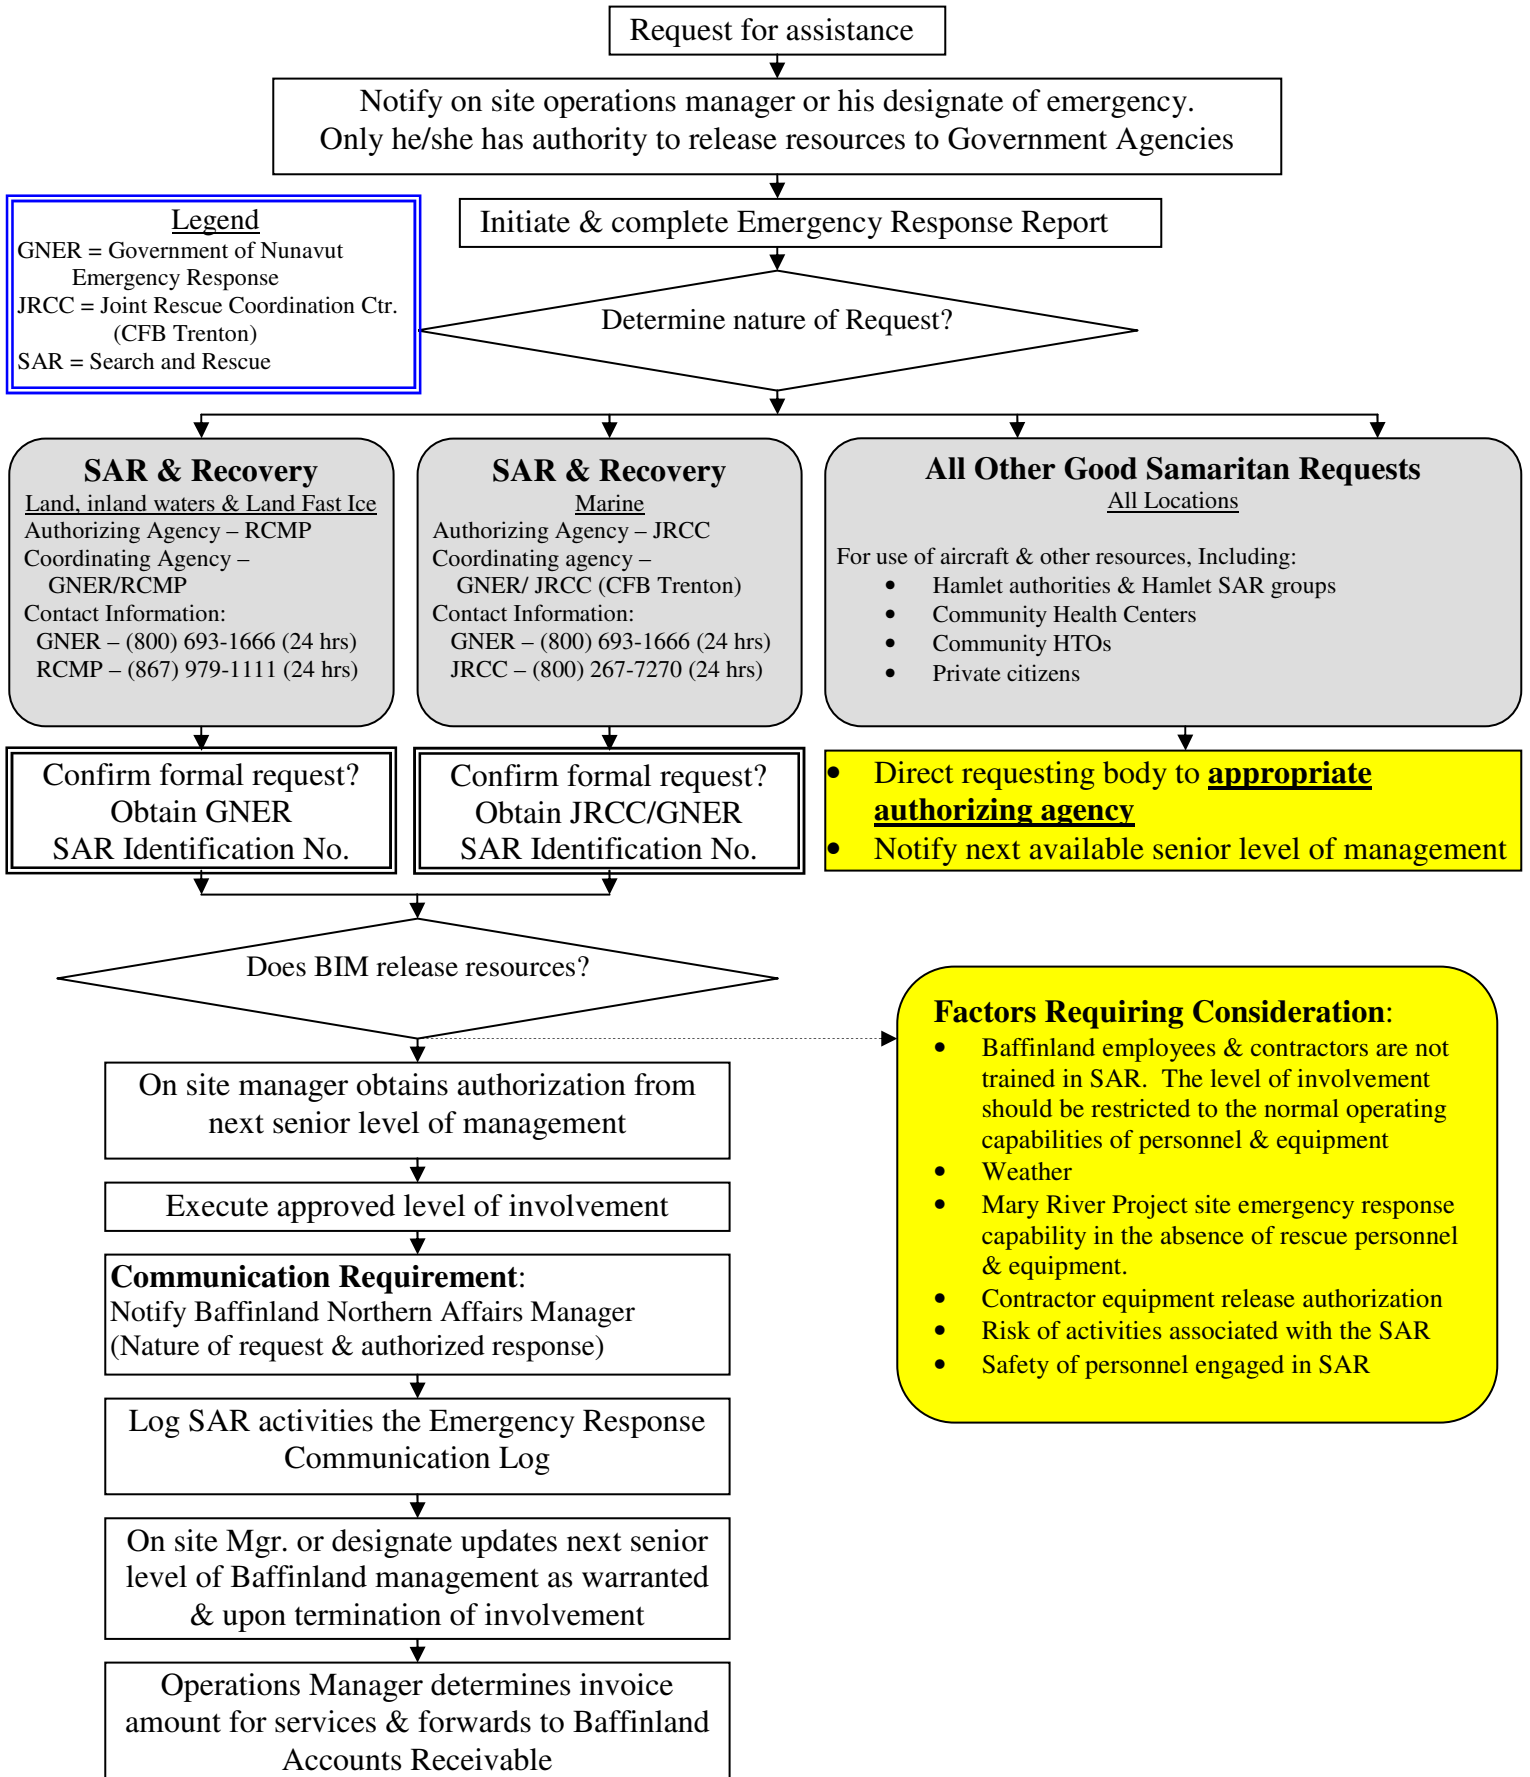 Request for assistance
Notify on site operations manager or his designate of emergency.
Only he/she has authority to release resources to Government Agencies
Legend
GNER = Government of Nunavut
Emergency Response
JRCC = Joint Rescue Coordination Ctr.
(CFB Trenton)
SAR = Search and Rescue
Initiate & complete Emergency Response Report
Determine nature of Request?
SAR & Recovery
Land, inland waters & Land Fast Ice
Authorizing Agency – RCMP
Coordinating Agency –
GNER/RCMP
Contact Information:
GNER – (800) 693-1666 (24 hrs)
RCMP – (867) 979-1111 (24 hrs)
SAR & Recovery
Marine
Authorizing Agency – JRCC
Coordinating agency –
GNER/ JRCC (CFB Trenton)
Contact Information:
GNER – (800) 693-1666 (24 hrs)
JRCC – (800) 267-7270 (24 hrs)
All Other Good Samaritan Requests
All Locations
For use of aircraft & other resources, Including:
• Hamlet authorities & Hamlet SAR groups
• Community Health Centers
• Community HTOs
• Private citizens
Confirm formal request?
Obtain GNER
SAR Identification No.
Confirm formal request?
Obtain JRCC/GNER
SAR Identification No.
• Direct requesting body to appropriate
authorizing agency
• Notify next available senior level of management
Does BIM release resources?
Factors Requiring Consideration:
• Baffinland employees & contractors are not
trained in SAR. The level of involvement
should be restricted to the normal operating
capabilities of personnel & equipment
• Weather
• Mary River Project site emergency response
capability in the absence of rescue personnel
& equipment.
• Contractor equipment release authorization
• Risk of activities associated with the SAR
• Safety of personnel engaged in SAR
On site manager obtains authorization from
next senior level of management
Execute approved level of involvement
Communication Requirement:
Notify Baffinland Northern Affairs Manager
(Nature of request & authorized response)
Log SAR activities the Emergency Response
Communication Log
On site Mgr. or designate updates next senior
level of Baffinland management as warranted
& upon termination of involvement
Operations Manager determines invoice
amount for services & forwards to Baffinland
Accounts Receivable